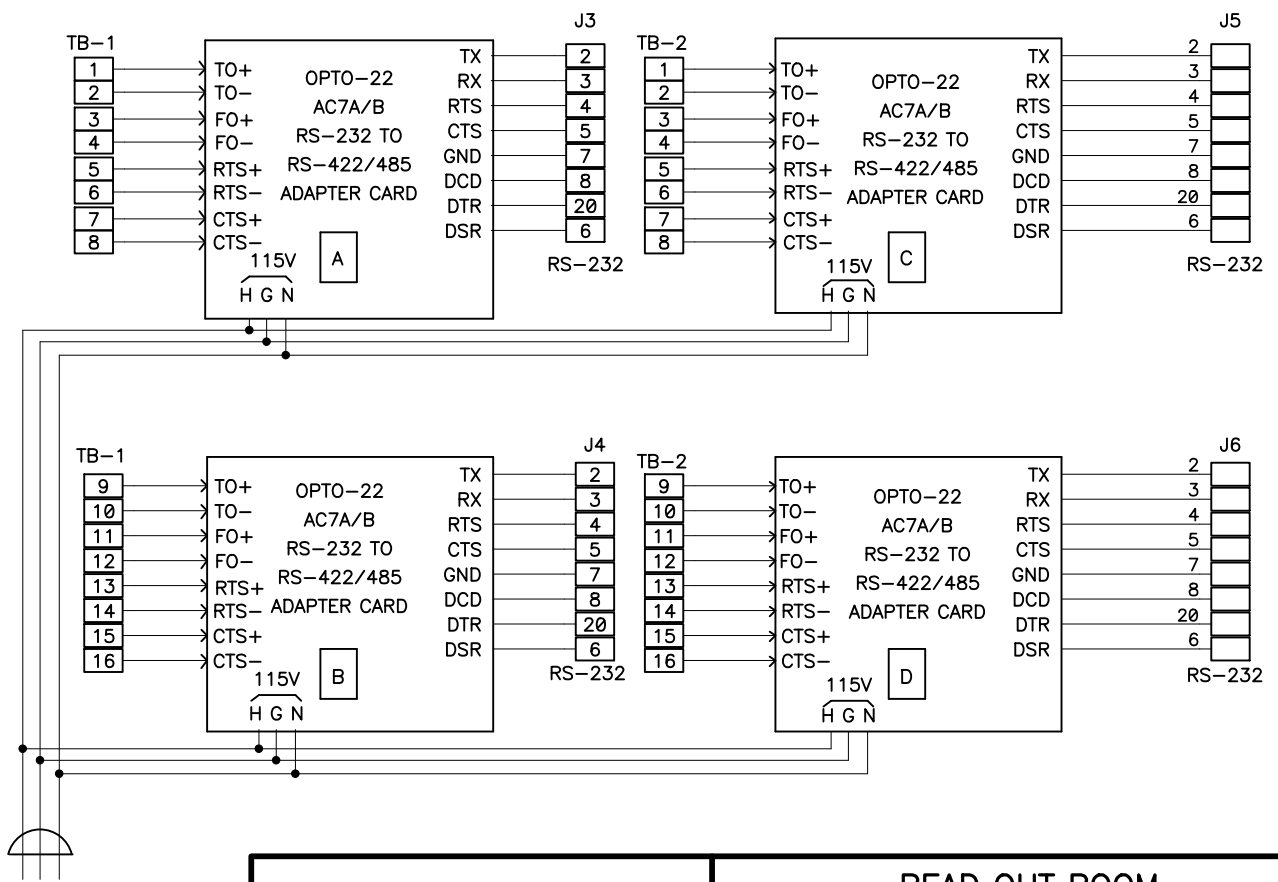 J3
TB-1
1
2
3
4
5
6
7
8
TO+
TO-
FO+
FO-
RTS+
RTS-
CTS+
CTS-
OPTO-22
AC7A/B
RS-232 TO
RS-422/485
ADAPTER CARD
A
115V
H G N
TX
RX
RTS
CTS
GND
DCD
DTR
DSR
2
3
4
5
7
8
20
6
RS-232
J5
TB-2
1
2
3
4
5
6
7
8
TO+
TO-
FO+
FO-
RTS+
RTS-
CTS+
CTS-
OPTO-22
AC7A/B
RS-232 TO
RS-422/485
ADAPTER CARD
C
115V
H G N
TX
RX
RTS
CTS
GND
DCD
DTR
DSR
2
3
4
5
7
8
20
6
RS-232
J4
TB-1
9
10
11
12
13
14
15
16
TO+
TO-
FO+
FO-
RTS+
RTS-
CTS+
CTS-
OPTO-22
AC7A/B
RS-232 TO
RS-422/485
ADAPTER CARD
B
115V
H G N
TX
RX
RTS
CTS
GND
DCD
DTR
DSR
2
3
4
5
7
8
20
6
RS-232
J6
TB-2
9
10
11
12
13
14
15
16
TO+
TO-
FO+
FO-
RTS+
RTS-
CTS+
CTS-
OPTO-22
AC7A/B
RS-232 TO
RS-422/485
ADAPTER CARD
D
115V
H G N
TX
RX
RTS
CTS
GND
DCD
DTR
DSR
2
3
4
5
7
8
20
6
RS-232
READ OUT ROOM